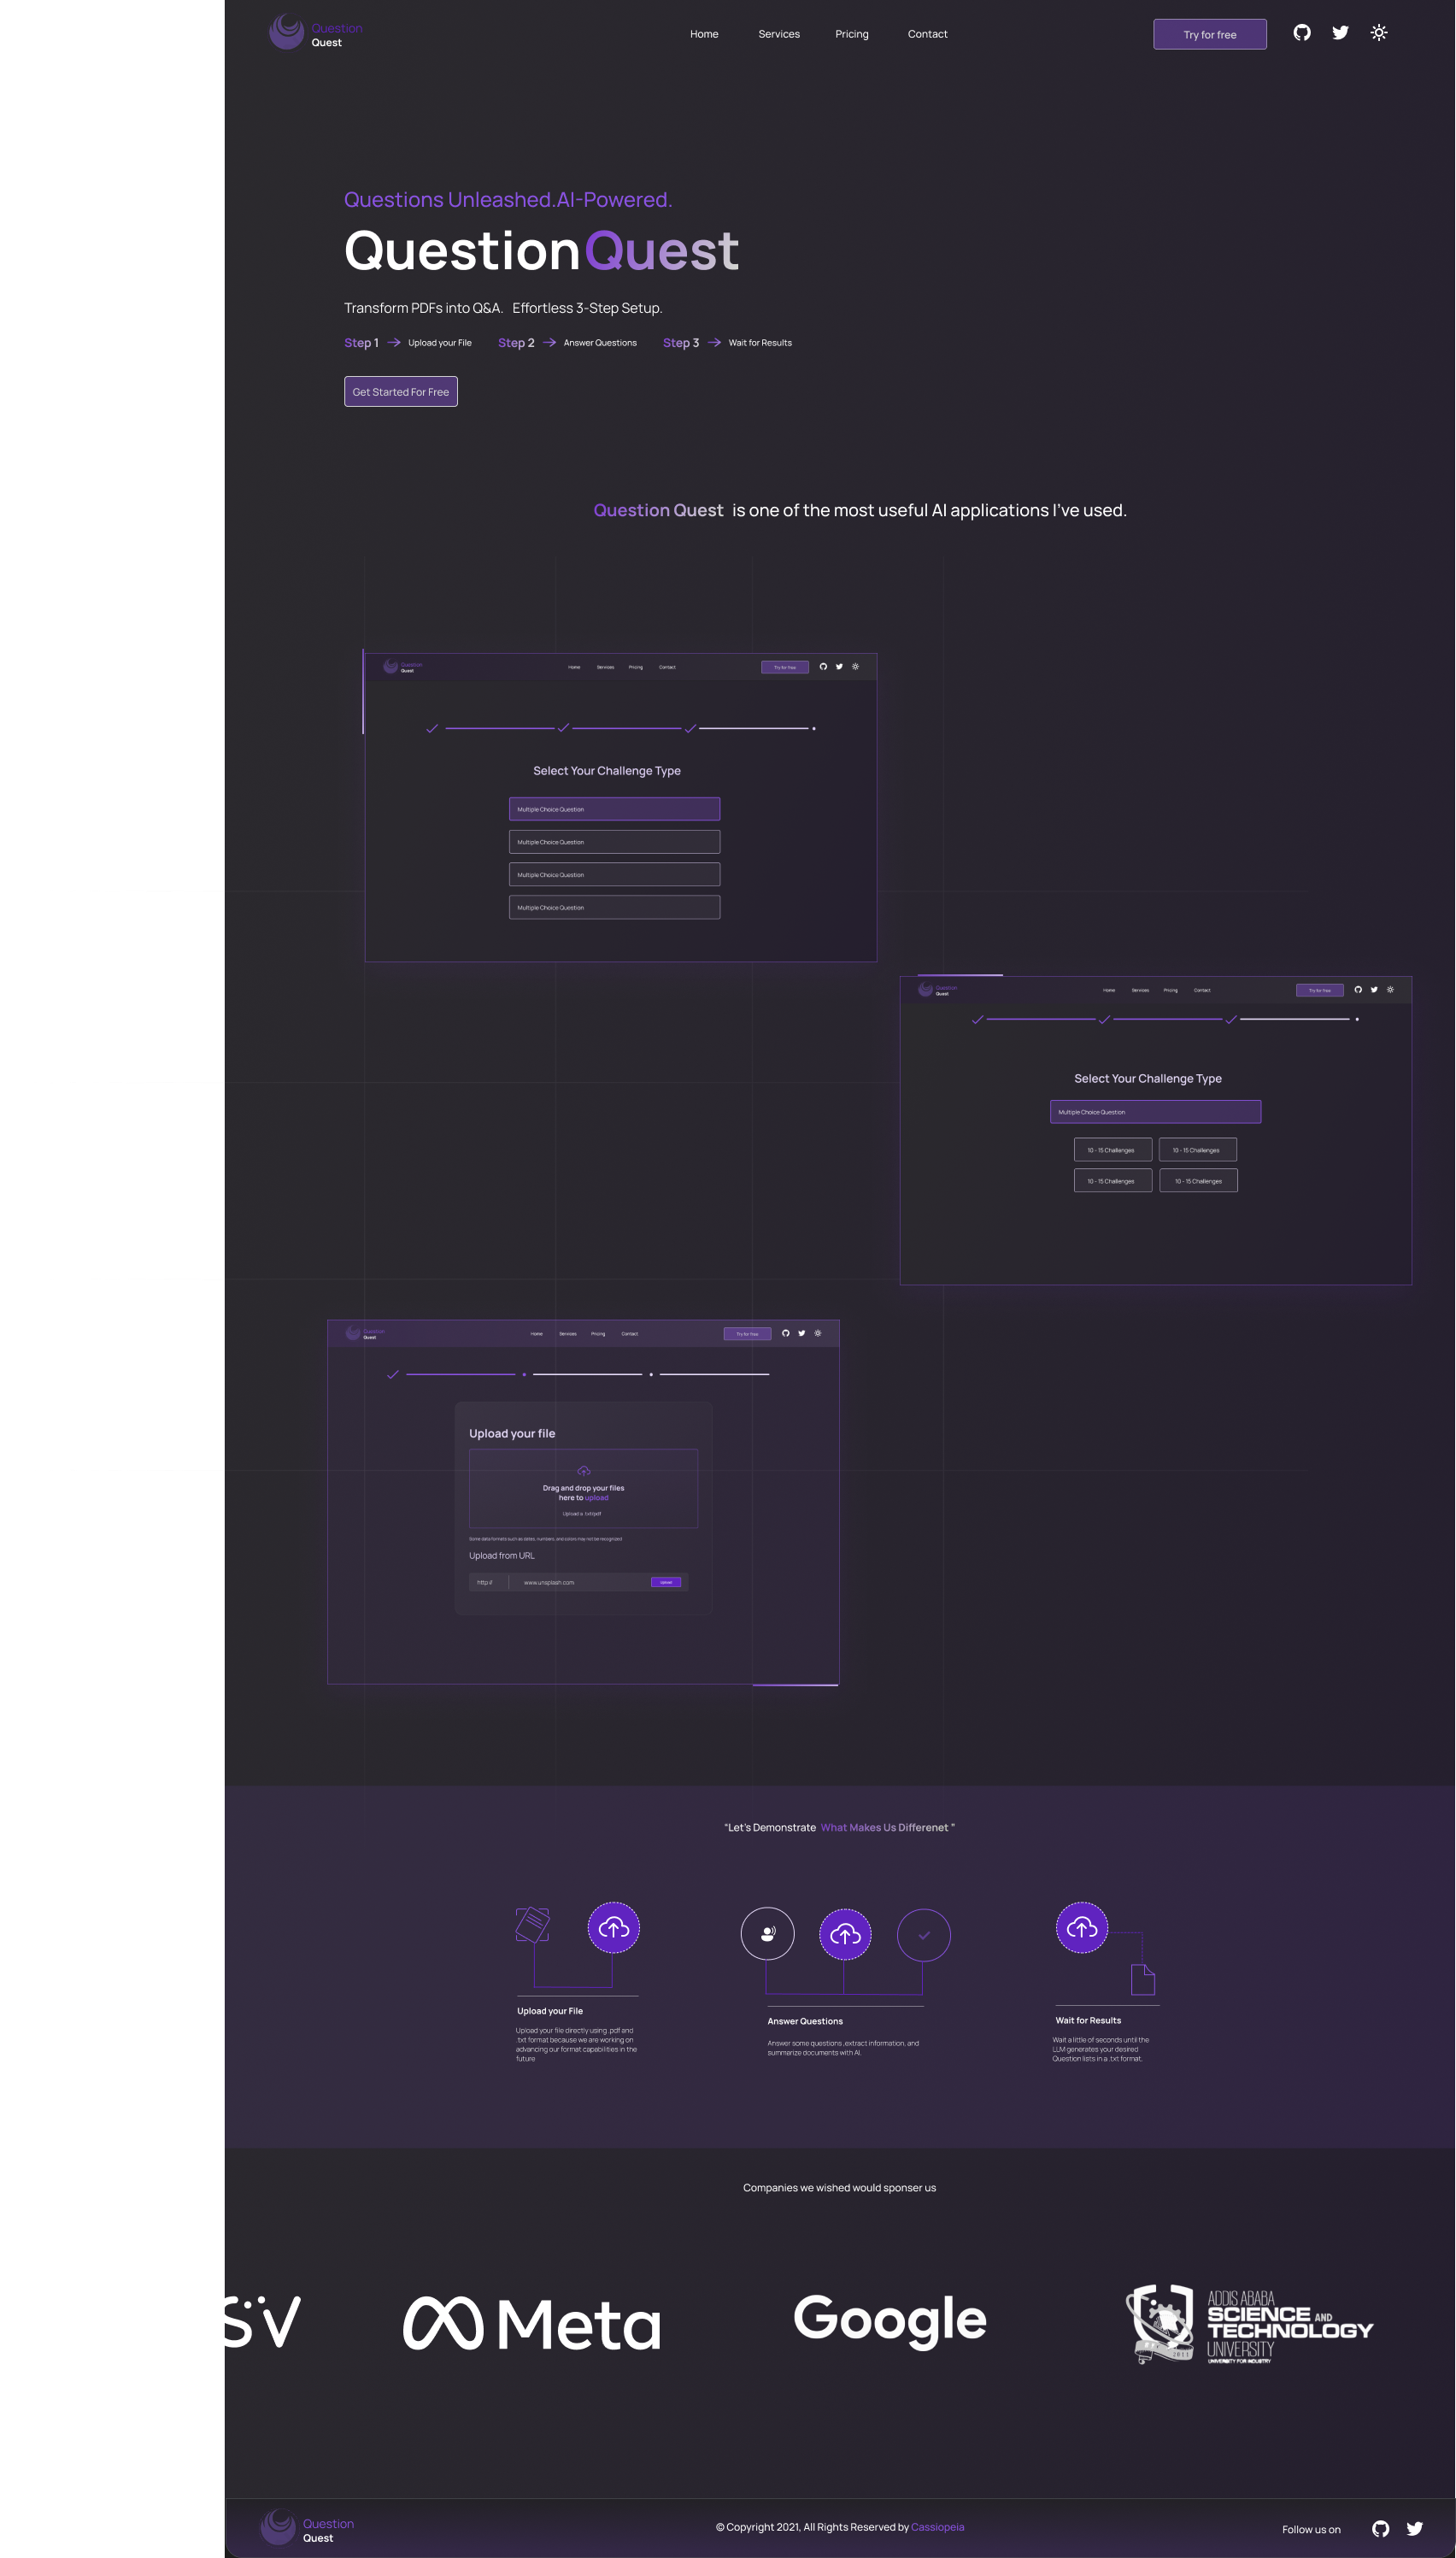 Question
Quest
Home Services Pricing Contact
Try for free
Questions Unleashed.AI-Powered.
Question Quest
Transform PDFs into Q&A. Effortless 3-Step Setup.
Step 1 Upload your File Step 2 Answer Questions Step 3 Wait for Results
Get Started For Free
Question Quest is one of the most useful AI applications I've used.
Question
Quest
Home Services Pricing Contact
Try for free
Select Your Challenge Type
Multiple Choice Question
Multiple Choice Question
Multiple Choice Question
Multiple Choice Question
Question
Quest
Home Services Pricing Contact
Try for free
Select Your Challenge Type
Multiple Choice Question
10 - 15 Challenges 10 - 15 Challenges
10 - 15 Challenges 10 - 15 Challenges
Question
Quest
Home Services Pricing Contact
Try for free
Upload your file
Drag and drop your files
here to upload
Upload a .txt/pdf
Some data formats such as dates, numbers, and colors may not be recognized
Upload from URL
http:// www.unsplash.com Upload
"Let's Demonstrate What Makes Us Differenet "
Upload your File
Upload your file directly using .pdf and
.txt format because we are working on
advancing our format capabilities in the
future
Answer Questions
Answer some questions ,extract information, and
summarize documents with AI.
Wait for Results
Wait a little of seconds until the
LLM generates your desired
Question lists in a .txt format.
Companies we wished would sponser us
SV
Meta
Google
ADDIS ABABA
SCIENCE AND
TECHNOLOGY
UNIVERSITY
UNIVERSITY FOR INDUSTRY
2011
Question
Quest
© Copyright 2021, All Rights Reserved by Cassiopeia
Follow us on